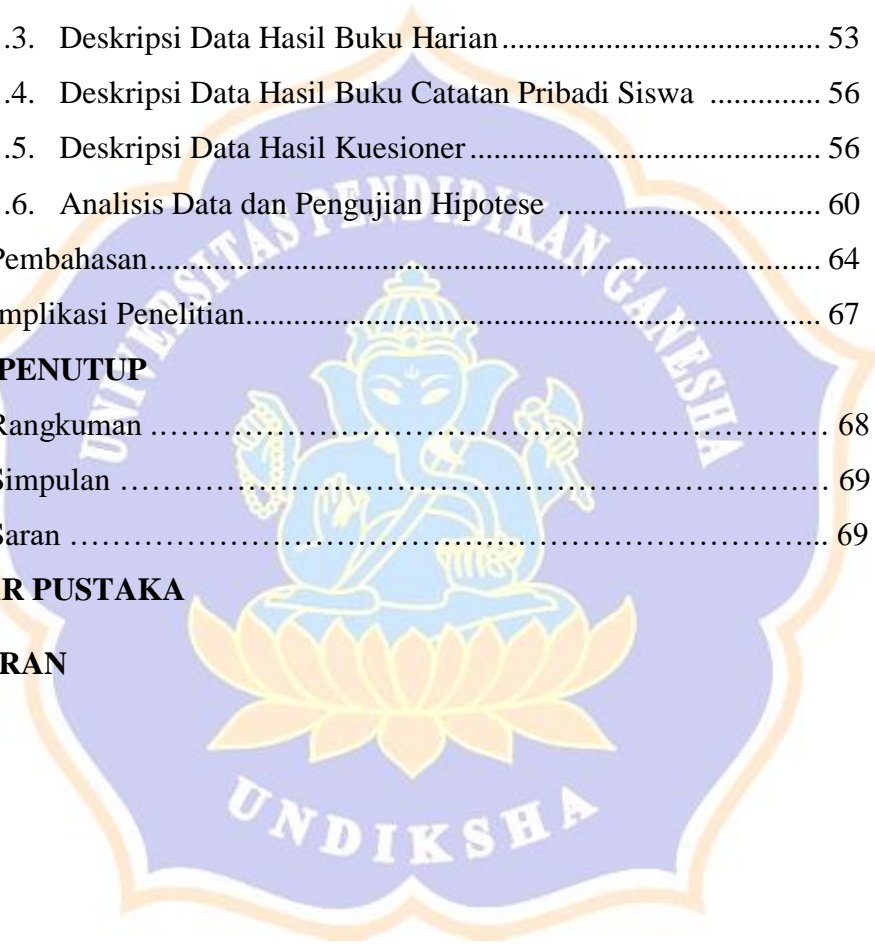 .3. Deskripsi Data Hasil Buku Harian........................................ 53
.4. Deskripsi Data Hasil Buku Catatan Pribadi Siswa .............. 56
.5. Deskripsi Data Hasil Kuesioner............................................ 56
.6. Analisis Data dan Pengujian Hipotese ................................. 60
Pembahasan.................................................................................... 64
mplikasi Penelitian........................................................................ 67
PENUTUP
Rangkuman …………………………………………………………… 68
Simpulan ……………………………………………………………….… 69
Saran …………………………………………………………………... 69
AR PUSTAKA
RAN
UNIVERSITAS PENDIDIKAN GANESHA
UNDIKSHA